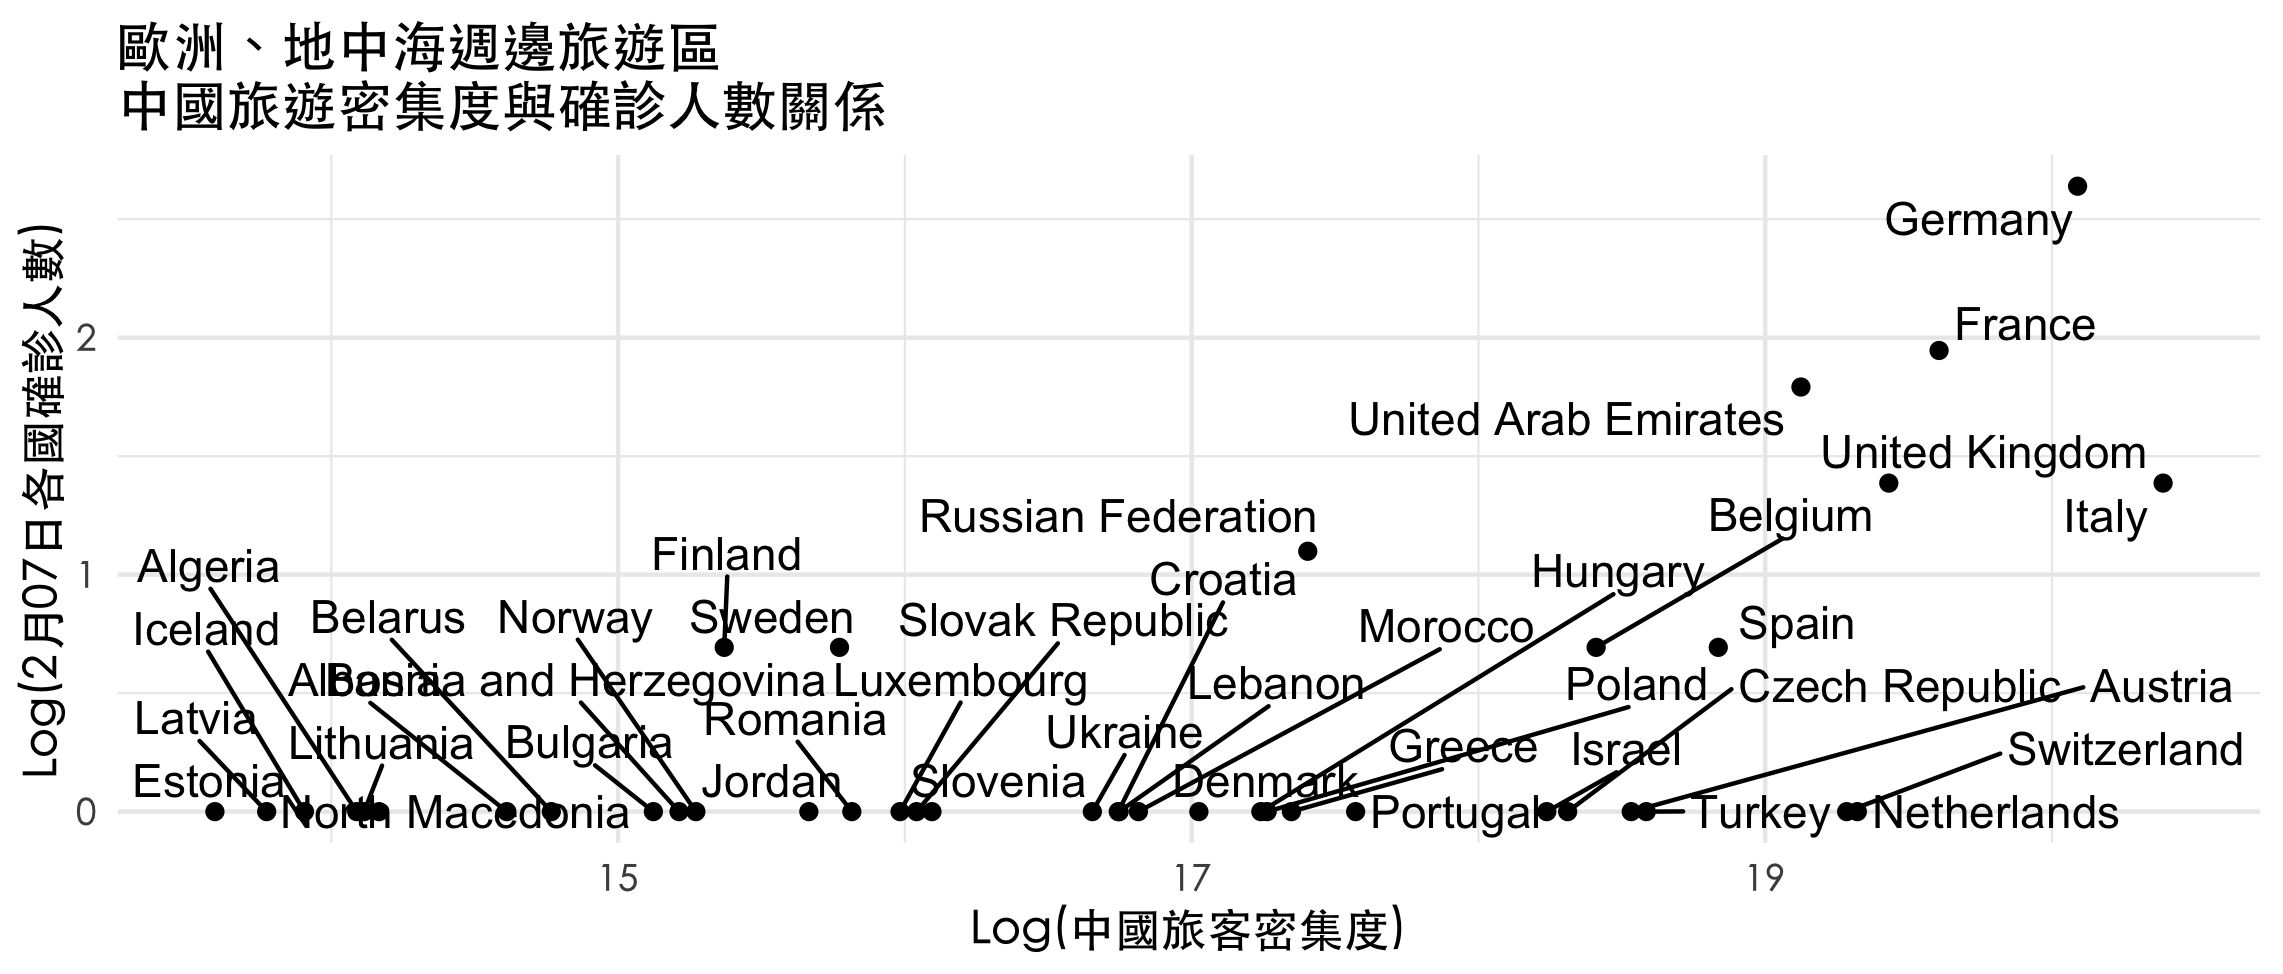 歐洲、地中海週邊旅遊區
中國旅遊密集度與確診人數關係
Log(2月07日各國確診人數)
2
1
0
Germany
France
United Arab Emirates
United Kingdom
Italy
Belgium
Russian Federation
Croatia
Hungary
Finland
Algeria
Iceland
Belarus
Norway
Sweden
Slovak Republic
Morocco
Spain
Albania
Bosnia and Herzegovina
Luxembourg
Lebanon
Poland
Czech Republic
Austria
Latvia
Lithuania
Bulgaria
Romania
Ukraine
Greece
Israel
Switzerland
Estonia
Jordan
Slovenia
Denmark
North Macedonia
Portugal
Turkey
Netherlands
15
17
19
Log(中國旅客密集度)